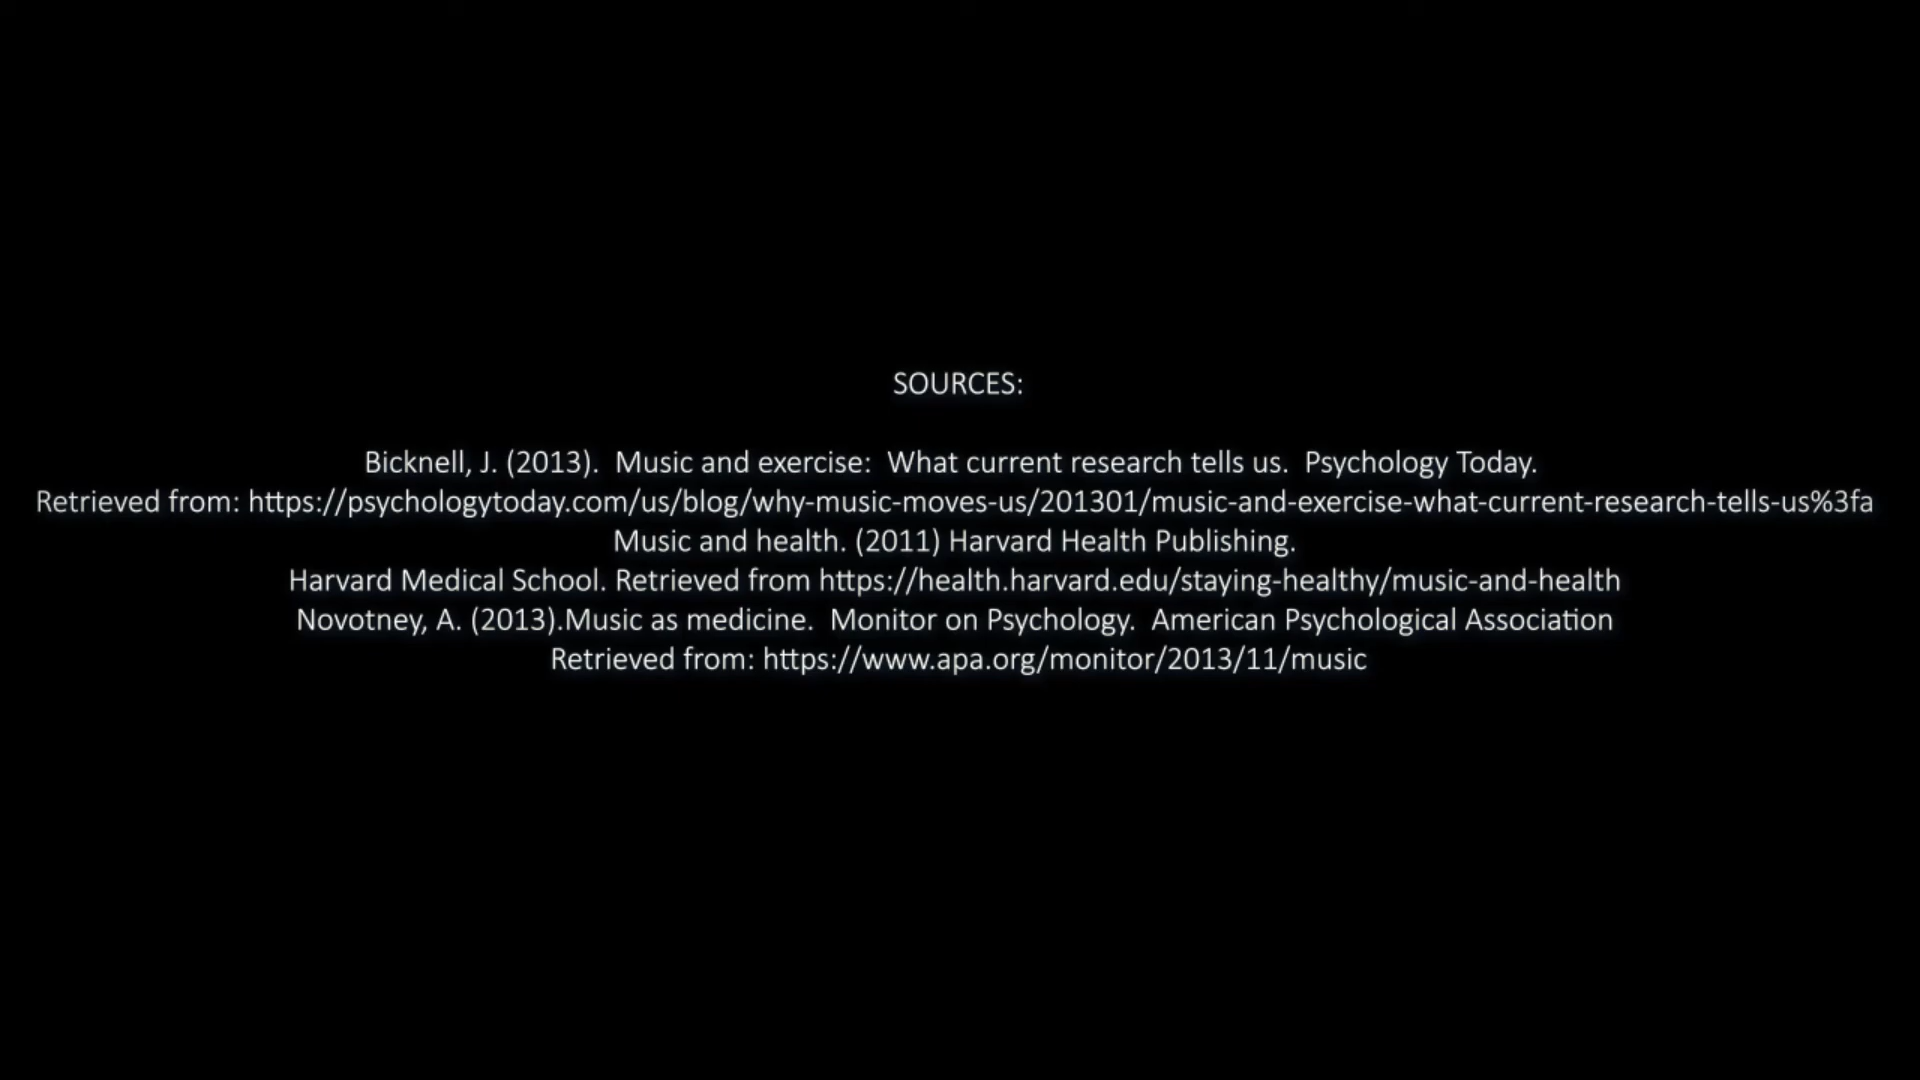 SOURCES:
Bicknell, J. (2013).  Music and exercise:  What current research tells us.  Psychology Today.
Retrieved from: https://psychologytoday.com/us/blog/why-music-moves-us/201301/music-and-exercise-what-current-research-tells-us%3fa
Music and health. (2011) Harvard Health Publishing.
Harvard Medical School. Retrieved from https://health.harvard.edu/staying-healthy/music-and-health
Novotney, A. (2013).Music as medicine.  Monitor on Psychology.  American Psychological Association
Retrieved from: https://www.apa.org/monitor/2013/11/music